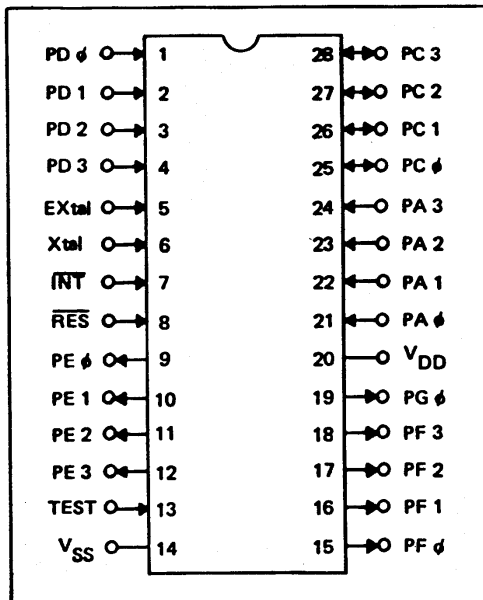 PD ϕ 1 28 PC 3
PD 1 2 27 PC 2
PD 2 3 26 PC 1
PD 3 4 25 PC ϕ
EXtal 5 24 PA 3
Xtal 6 23 PA 2
INT 7 22 PA 1
RES 8 21 PA ϕ
PE ϕ 9 20 VDD
PE 1 10 19 PG ϕ
PE 2 11 18 PF 3
PE 3 12 17 PF 2
TEST 13 16 PF 1
VSS 14 15 PF ϕ